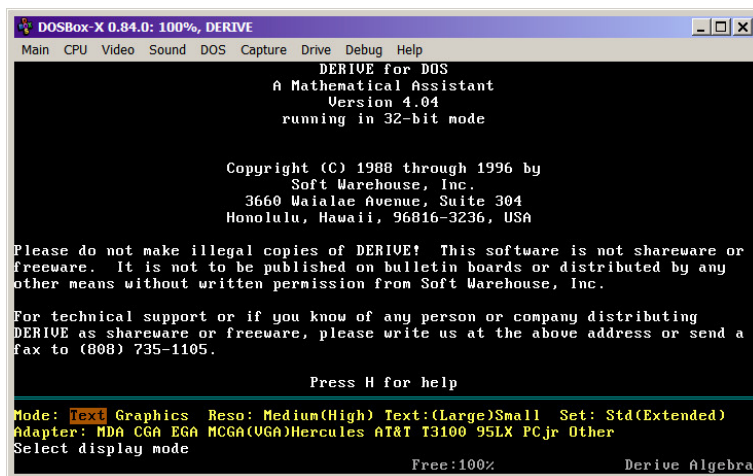 DOSBox-X 0.84.0: 100%, DERIVE
Main CPU Video Sound DOS Capture Drive Debug Help
DERIVE for DOS
A Mathematical Assistant
Version 4.04
running in 32-bit mode
Copyright (C) 1988 through 1996 by
Soft Warehouse, Inc.
3660 Waialae Avenue, Suite 304
Honolulu, Hawaii, 96816-3236, USA
Please do not make illegal copies of DERIVE! This software is not shareware or
freeware. It is not to be published on bulletin boards or distributed by any
other means without written permission from Soft Warehouse, Inc.
For technical support or if you know of any person or company distributing
DERIVE as shareware or freeware, please write us at the above address or send a
fax to (808) 735-1105.
Press H for help
Mode: Text Graphics Reso: Medium(High) Text:(Large)Small Set: Std(Extended)
Adapter: MDA CGA EGA MCGA(VGA)Hercules AT&T T3100 95LX PCjr Other
Select display mode
Free:100% Derive Algebra